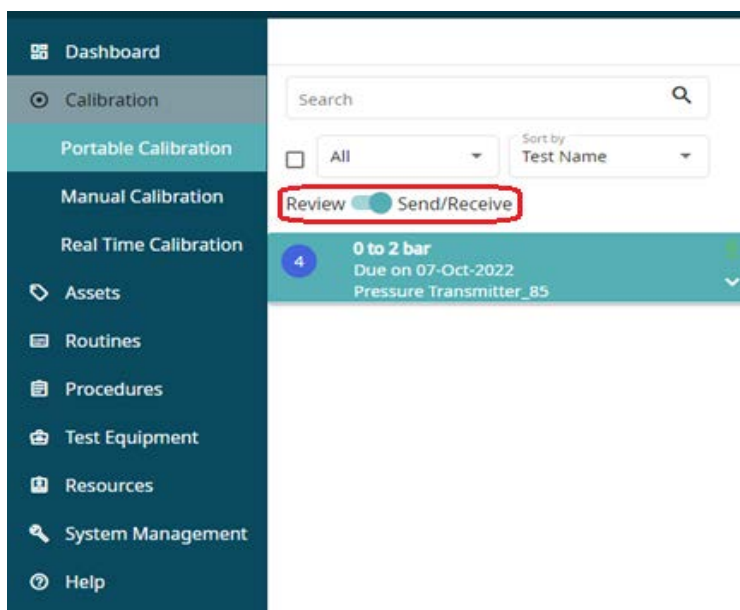 Dashboard
Calibration
Portable Calibration
Manual Calibration
Real Time Calibration
Assets
Routines
Procedures
Test Equipment
Resources
System Management
Help
Search
All
Sort by
Test Name
Review Send/Receive
4
0 to 2 bar
Due on 07-Oct-2022
Pressure Transmitter_85